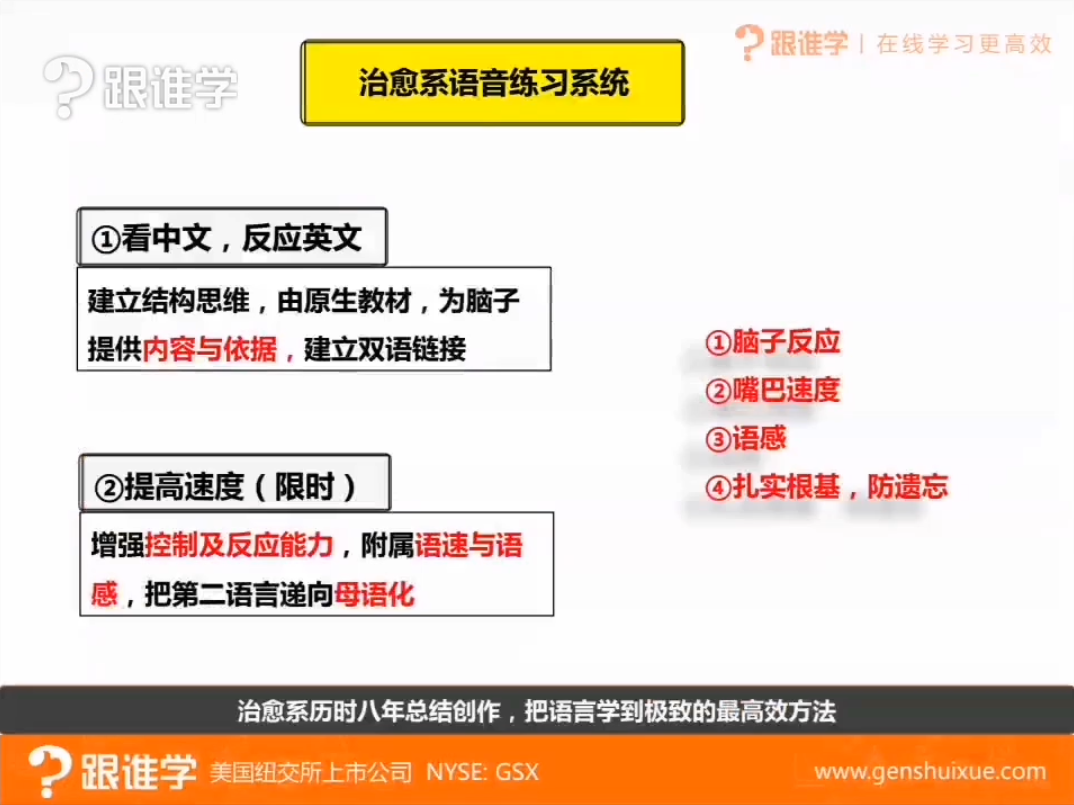 跟谁学
跟谁学 | 在线学习更高效
治愈系语音练习系统
①看中文，反应英文
建立结构思维，由原生教材，为脑子
提供内容与依据，建立双语链接
①脑子反应
②嘴巴速度
③语感
④扎实根基，防遗忘
②提高速度（限时）
增强控制及反应能力，附属语速与语
感，把第二语言递向母语化
治愈系历时八年总结创作，把语言学到极致的最高效方法
跟谁学 美国纽交所上市公司 NYSE: GSX
www.genshuixue.com